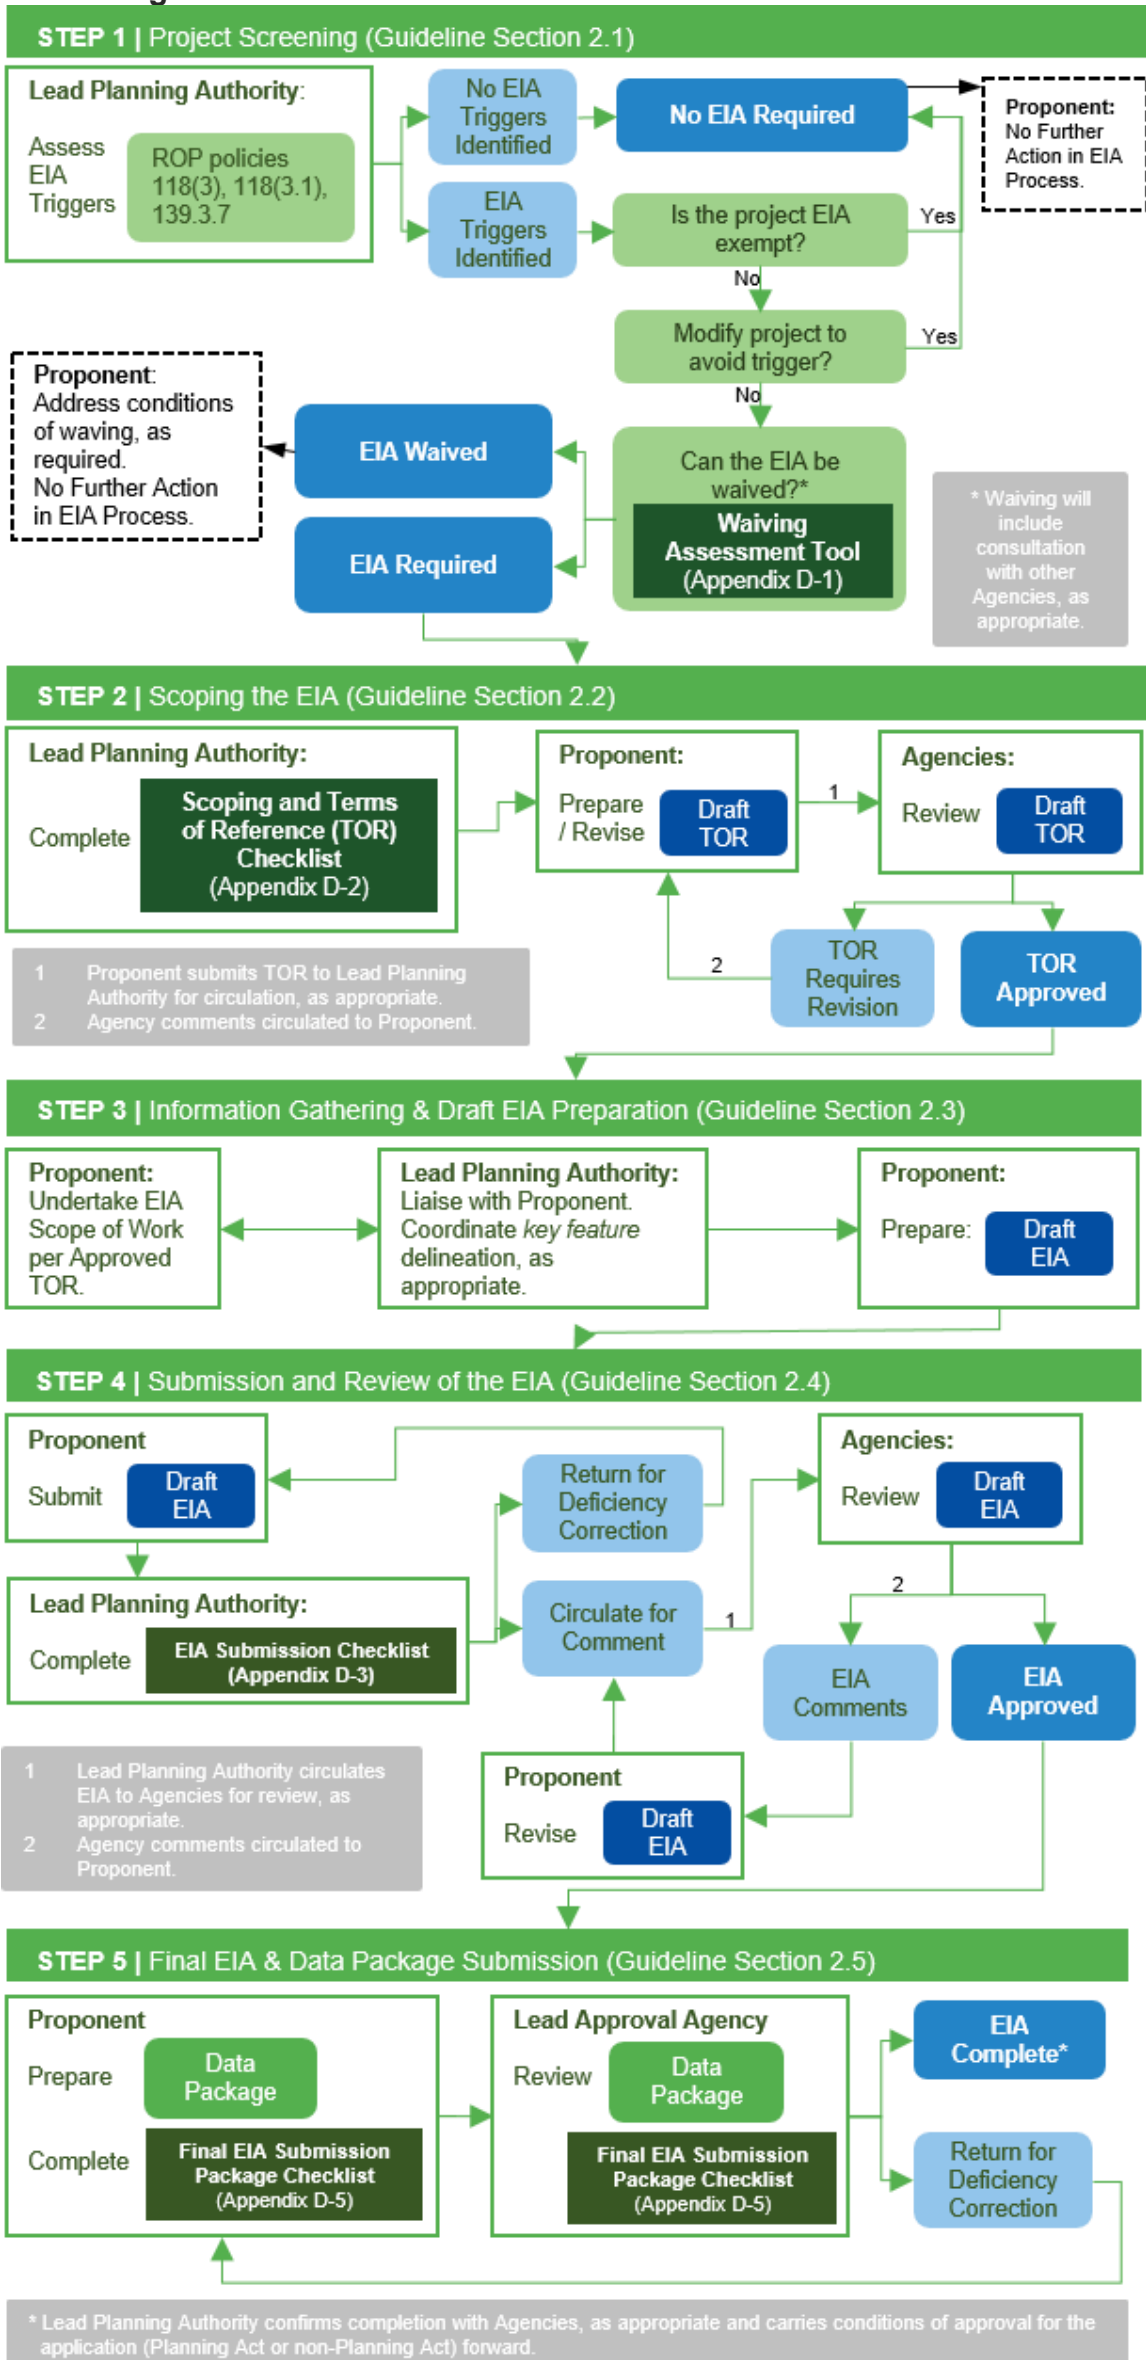 STEP 1 | Project Screening (Guideline Section 2.1)
Lead Planning Authority:
Assess
EIA
Triggers
ROP policies
118(3), 118(3.1),
139.3.7
No EIA
Triggers
Identified
No EIA Required
Proponent:
No Further
Action in EIA
Process.
EIA
Triggers
Identified
Is the project EIA
exempt?
Yes
No
Modify project to
avoid trigger?
Yes
No
Proponent:
Address conditions
of waving, as
required.
No Further Action
in EIA Process.
EIA Waived
EIA Required
Can the EIA be
waived?*
Waiving
Assessment Tool
(Appendix D-1)
* Waiving will
include
consultation
with other
Agencies, as
appropriate.
STEP 2 | Scoping the EIA (Guideline Section 2.2)
Lead Planning Authority:
Complete
Scoping and Terms
of Reference (TOR)
Checklist
(Appendix D-2)
Proponent:
Prepare
/ Revise
Draft
TOR
1
Agencies:
Review
Draft
TOR
2
TOR
Requires
Revision
TOR
Approved
1 Proponent submits TOR to Lead Planning
Authority for circulation, as appropriate.
2 Agency comments circulated to Proponent.
STEP 3 | Information Gathering & Draft EIA Preparation (Guideline Section 2.3)
Proponent:
Undertake EIA
Scope of Work
per Approved
TOR.
Lead Planning Authority:
Liaise with Proponent.
Coordinate key feature
delineation, as
appropriate.
Proponent:
Prepare:
Draft
EIA
STEP 4 | Submission and Review of the EIA (Guideline Section 2.4)
Proponent
Submit
Draft
EIA
Return for
Deficiency
Correction
Agencies:
Review
Draft
EIA
Lead Planning Authority:
Complete
EIA Submission Checklist
(Appendix D-3)
Circulate for
Comment
1
2
EIA
Comments
EIA
Approved
1 Lead Planning Authority circulates
EIA to Agencies for review, as
appropriate.
2 Agency comments circulated to
Proponent.
Proponent
Revise
Draft
EIA
STEP 5 | Final EIA & Data Package Submission (Guideline Section 2.5)
Proponent
Prepare
Data
Package
Complete
Final EIA Submission
Package Checklist
(Appendix D-5)
Lead Approval Agency
Review
Data
Package
Final EIA Submission
Package Checklist
(Appendix D-5)
EIA
Complete*
Return for
Deficiency
Correction
* Lead Planning Authority confirms completion with Agencies, as appropriate and carries conditions of approval for the
application (Planning Act or non-Planning Act) forward.